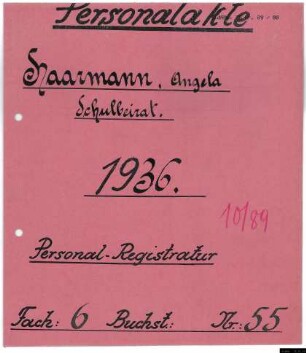 Personalakte
Haarmann, Angela
Schulbeirat.
1936.
10/89
Personal-Registratur
Fach: 6 Buchst.: Nr.: 55